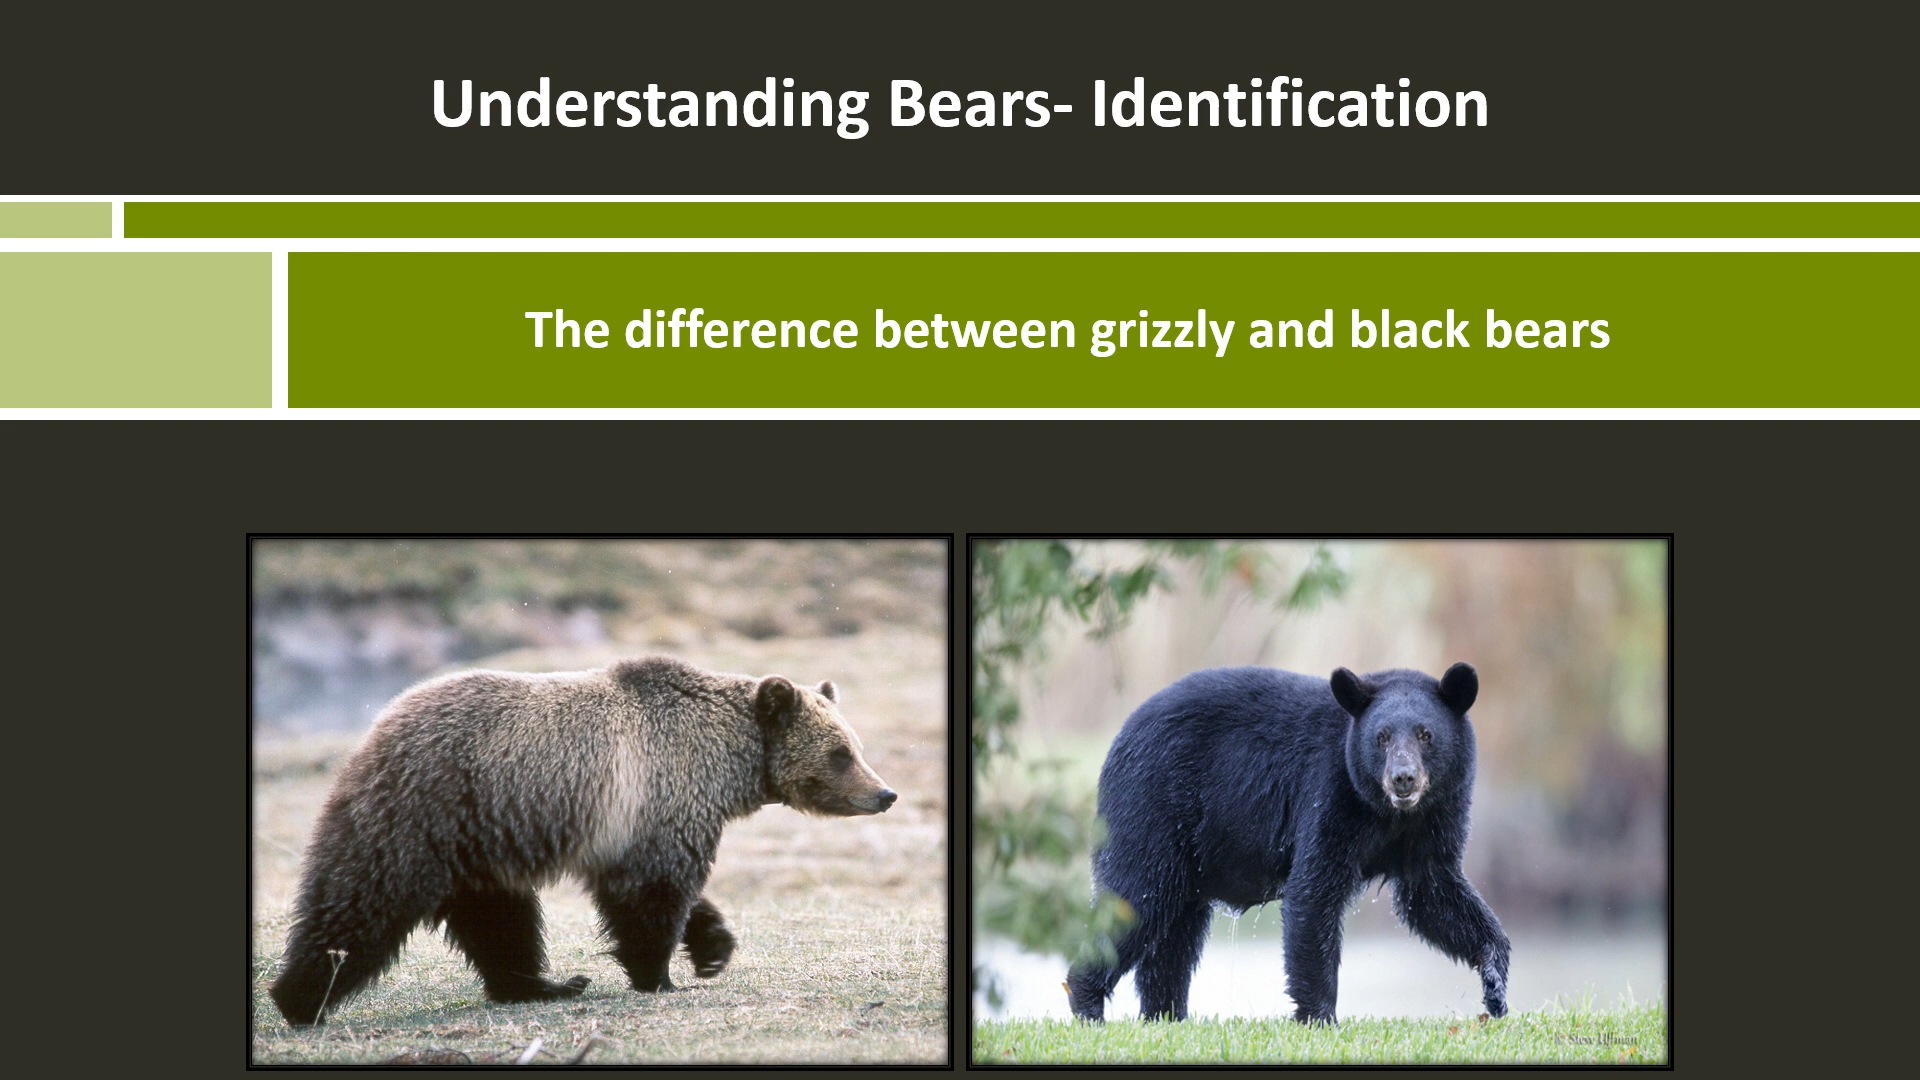 Understanding Bears- Identification
The difference between grizzly and black bears